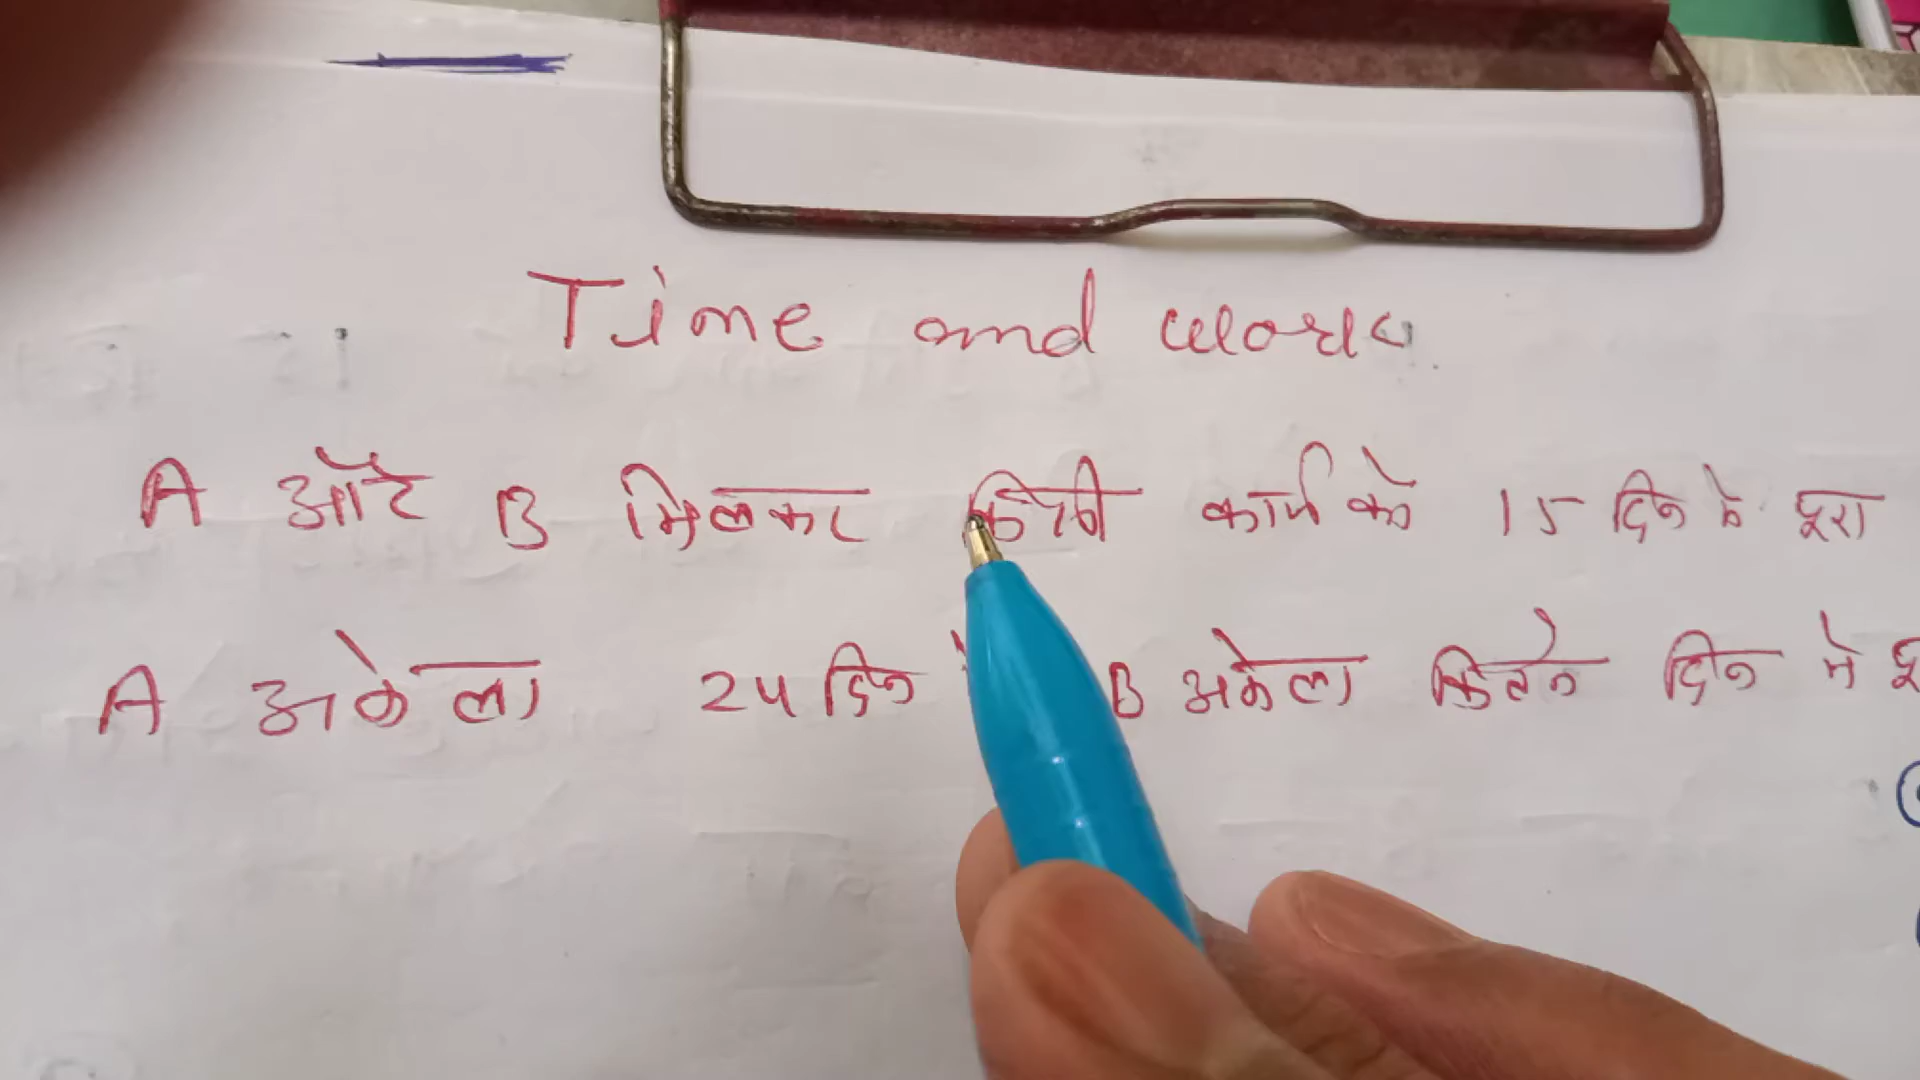 Time and work
A और B मिलकर किसी कार्य को 15 दिन मे पूरा
A अकेला 24 दिन B अकेला कितने दिन मे